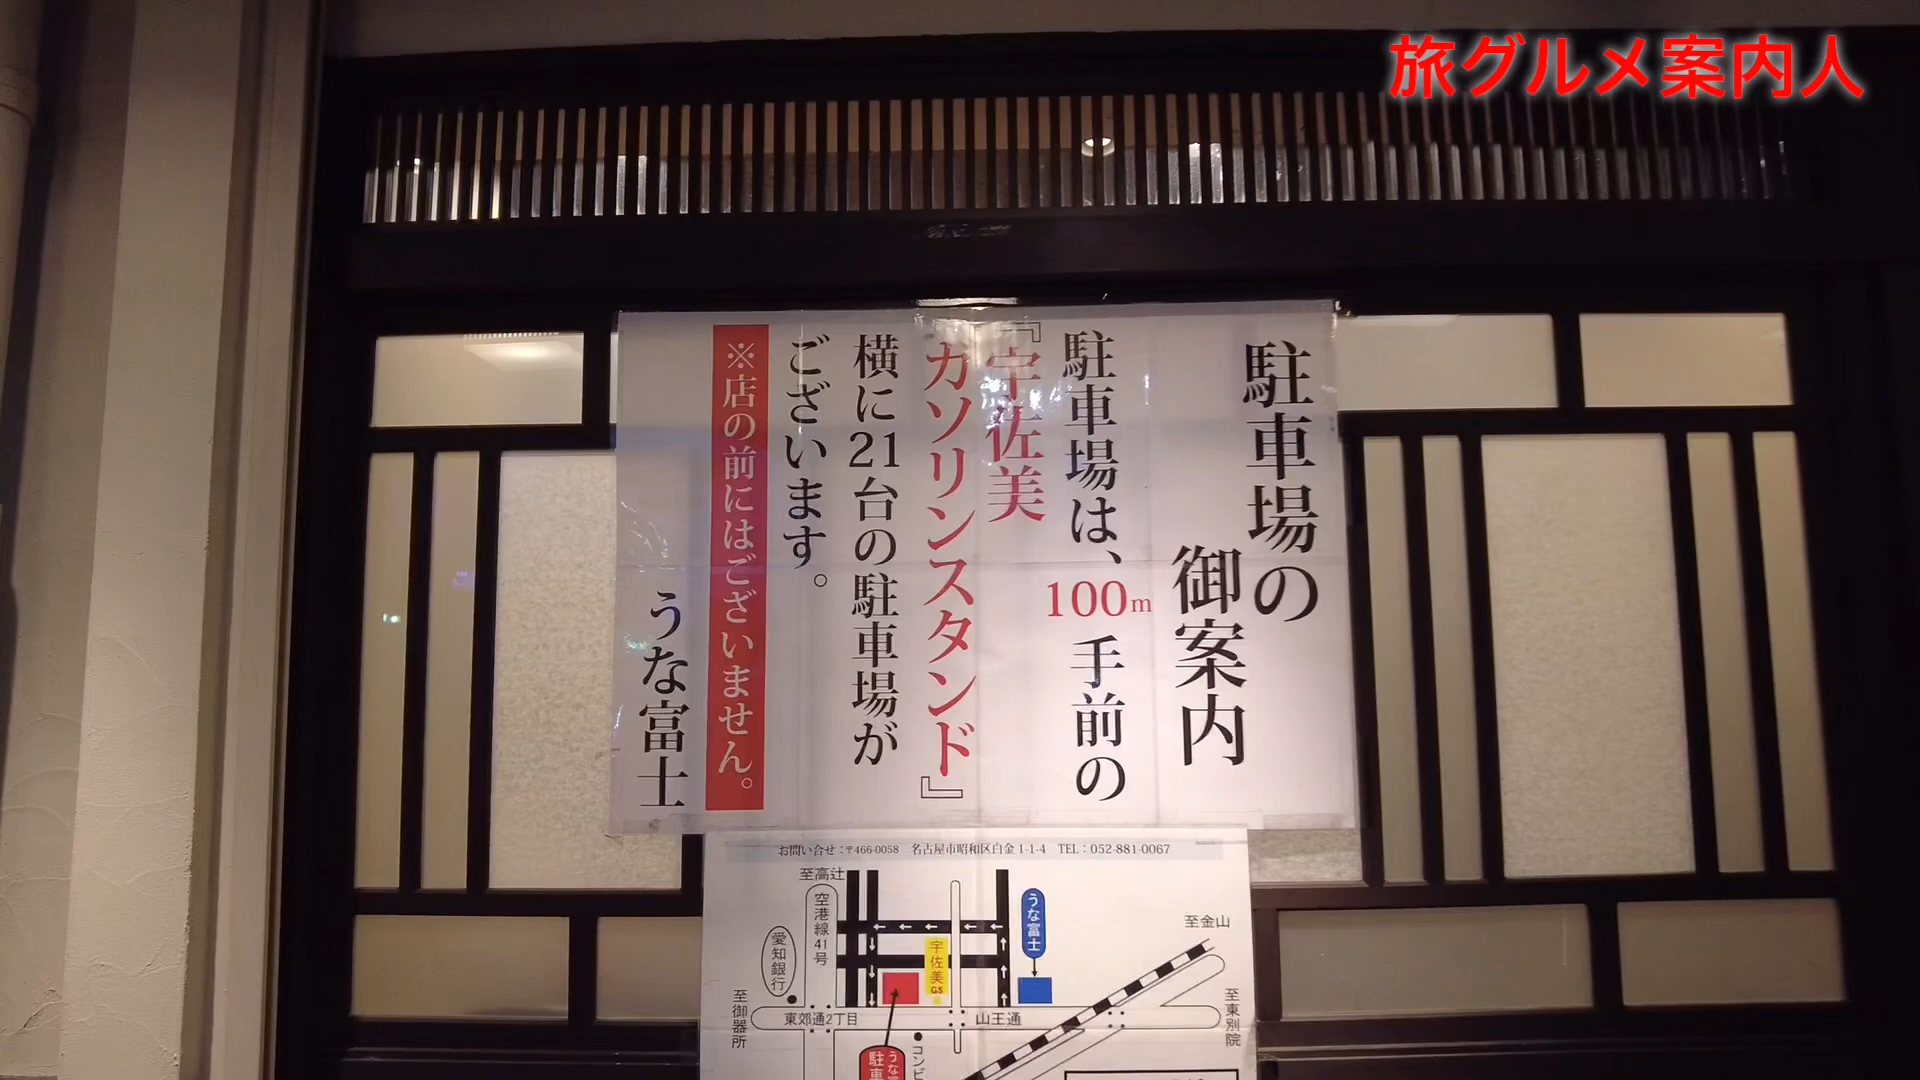 旅グルメ案内人
駐車場の
御案内
駐車場は、100m手前の
『宇佐美
ガソリンスタンド』
横に21台の駐車場が
ございます。
※店の前にはございません。
うな富士
お問い合せ：〒466-0058 名古屋市昭和区白金1-1-4 TEL：052-881-0067
至高辻
空港線41号
愛知銀行
宇佐美GS
うな富士
至金山
至御器所
東郊通2丁目
山王通
至東別院
コンビ